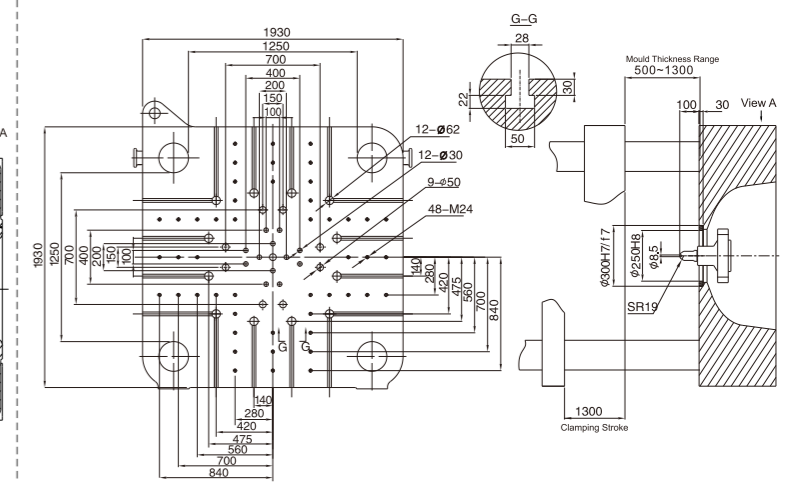 A
1930
1250
700
400
200
150
100
12-Ø62
12-Ø30
9-Ø50
48-M24
1930
1250
700
400
200
150
100
140
280
420
475
560
700
840
G
G
140
280
420
475
560
700
840
G-G
28
22
30
50
Mould Thickness Range
500~1300
100
30
View A
Ø300H7/f7
Ø250H8
Ø8,5
SR19
1300
Clamping Stroke